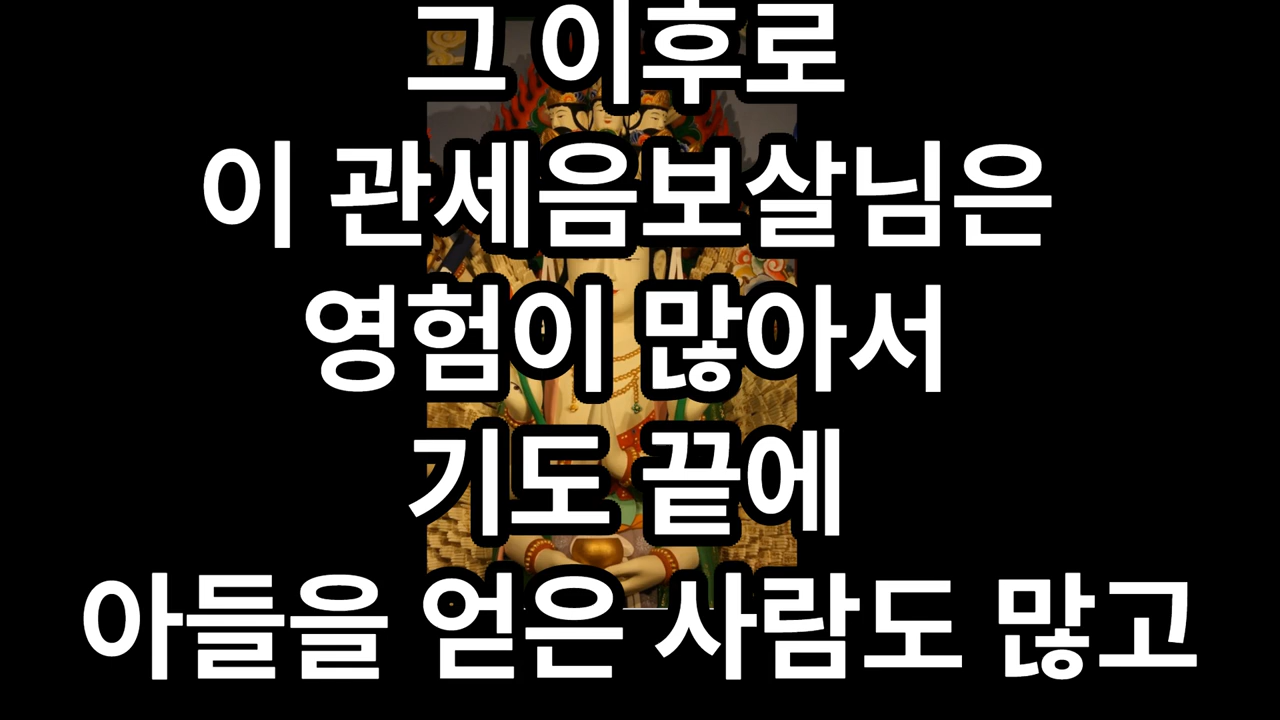 그 이후로
이 관세음보살님은
영험이 많아서
기도 끝에
아들을 얻은 사람도 많고